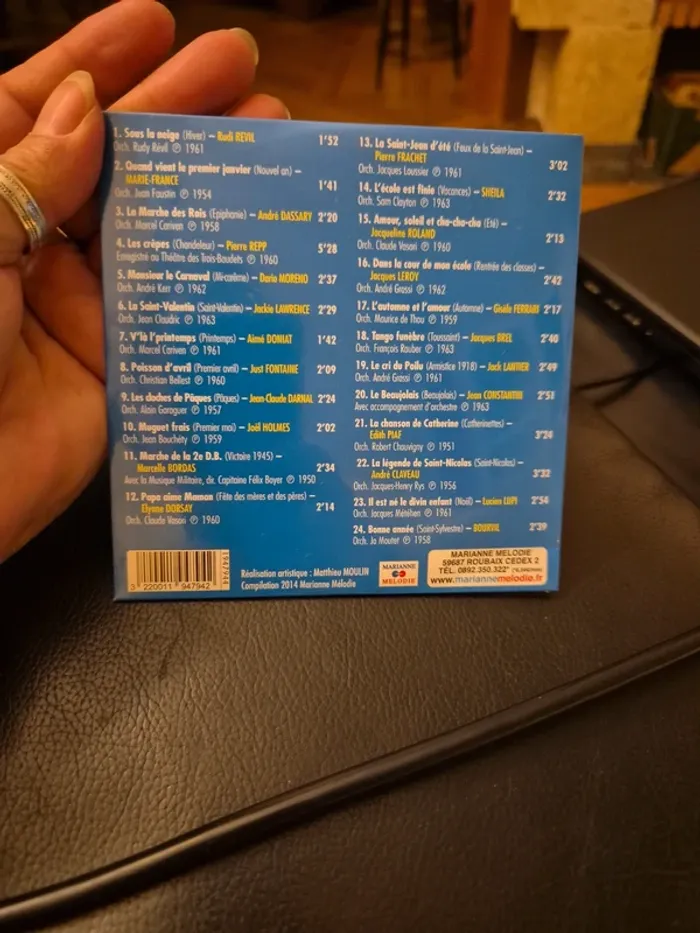 1. Sous la neige (Hiver) – Rudi REVIL 1'52
Orch. Rudy Révil ℗ 1961
2. Quand vient le premier janvier (Nouvel an) –
MARIE-FRANCE 1'41
Orch. Jean Faustin ℗ 1954
3. La Marche des Rois (Epiphanie) – André DASSARY 2'20
Orch. Marcel Cariven ℗ 1958
4. Les crêpes (Chandeleur) – Pierre REPP 5'28
Enregistré au Théâtre des Trois-Baudets ℗ 1960
5. Monsieur le Carnaval (Mi-carême) – Dario MORENO 2'37
Orch. André Kerr ℗ 1962
6. La Saint-Valentin (Saint-Valentin) – Jackie LAWRENCE 2'29
Orch. Jean Claudric ℗ 1963
7. V'là l'printemps (Printemps) – Aimé DONIAT 1'42
Orch. Marcel Cariven ℗ 1961
8. Poisson d'avril (Premier avril) – Just FONTAINE 2'09
Orch. Christian Bellest ℗ 1960
9. Les cloches de Pâques (Pâques) – Jean-Claude DARNAL 2'24
Orch. Alain Goraguer ℗ 1957
10. Muguet frais (Premier mai) – Joël HOLMES 2'02
Orch. Jean Bouchéty ℗ 1959
11. Marche de la 2e D.B. (Victoire 1945) –
Marcelle BORDAS 2'34
Avec la Musique Militaire, dir. Capitaine Félix Boyer ℗ 1950
12. Papa aime Maman (Fête des mères et des pères) –
Elyane DORSAY 2'14
Orch. Claude Vasori ℗ 1960
13. La Saint-Jean d'été (Feux de la Saint-Jean) –
Pierre FRACHET 3'02
Orch. Jacques Loussier ℗ 1961
14. L'école est finie (Vacances) – SHEILA 2'32
Orch. Sam Clayton ℗ 1963
15. Amour, soleil et cha-cha-cha (Eté) –
Jacqueline ROLAND 2'13
Orch. Claude Vasori ℗ 1960
16. Dans la cour de mon école (Rentrée des classes) –
Jacques LEROY 2'42
Orch. André Grassi ℗ 1962
17. L'automne et l'amour (Automne) – Gisèle FERRARI 2'17
Orch. Maurice de Thou ℗ 1959
18. Tango funèbre (Toussaint) – Jacques BREL 2'40
Orch. François Rauber ℗ 1963
19. Le cri du Poilu (Armistice 1918) – Jack LANTIER 2'49
Orch. André Grassi ℗ 1961
20. Le Beaujolais (Beaujolais) – Jean CONSTANTIN 2'51
Avec accompagnement d'orchestre ℗ 1963
21. La chanson de Catherine (Catherinettes) –
Edith PIAF 3'24
Orch. Robert Chauvigny ℗ 1951
22. La légende de Saint-Nicolas (Saint-Nicolas) –
André CLAVEAU 3'32
Orch. Jacques-Henry Rys ℗ 1956
23. Il est né le divin enfant (Noël) – Lucien LUPI 2'54
Orch. Jacques Météhen ℗ 1961
24. Bonne année (Saint-Sylvestre) – BOURVIL 2'39
Orch. Jo Moutet ℗ 1958
3 220011 947942
1947944
Réalisation artistique : Matthieu MOULIN
Compilation 2014 Marianne Mélodie
MARIANNE
MELODIE
MARIANNE MELODIE
59687 ROUBAIX CEDEX 2
TÉL. 0892.350.322*
www.mariannemelodie.fr